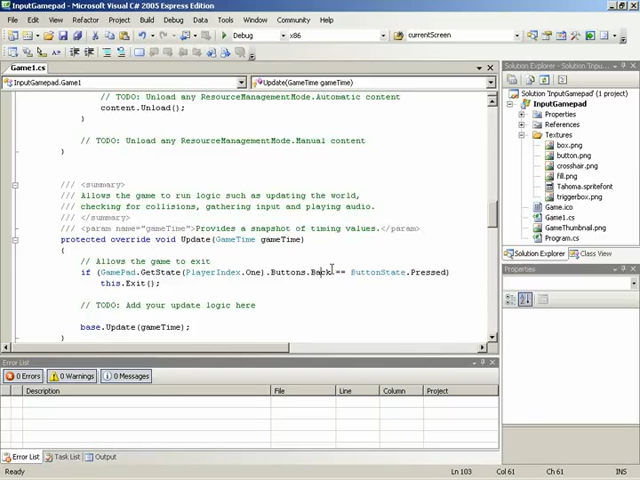 InputGamepad - Microsoft Visual C# 2005 Express Edition
File Edit View Refactor Project Build Debug Data Tools Window Community Help
Debug x86 currentScreen
Game1.cs
InputGamepad.Game1 Update(GameTime gameTime)
// TODO: Unload any ResourceManagementMode.Automatic content
content.Unload();
}
// TODO: Unload any ResourceManagementMode.Manual content
}
/// <summary>
/// Allows the game to run logic such as updating the world,
/// checking for collisions, gathering input and playing audio.
/// </summary>
/// <param name="gameTime">Provides a snapshot of timing values.</param>
protected override void Update(GameTime gameTime)
{
// Allows the game to exit
if (GamePad.GetState(PlayerIndex.One).Buttons.Back == ButtonState.Pressed)
this.Exit();
// TODO: Add your update logic here
base.Update(gameTime);
}
Solution Explorer - Solution 'Inpu...
Solution 'InputGamepad' (1 project)
InputGamepad
Properties
References
Textures
box.png
button.png
crosshair.png
fill.png
Tahoma.spritefont
triggerbox.png
Game.ico
Game1.cs
GameThumbnail.png
Program.cs
Solution Explorer Class View
Properties
Error List
0 Errors 0 Warnings 0 Messages
Description File Line Column Project
Error List Task List Output
Ready Ln 103 Col 61 Ch 61